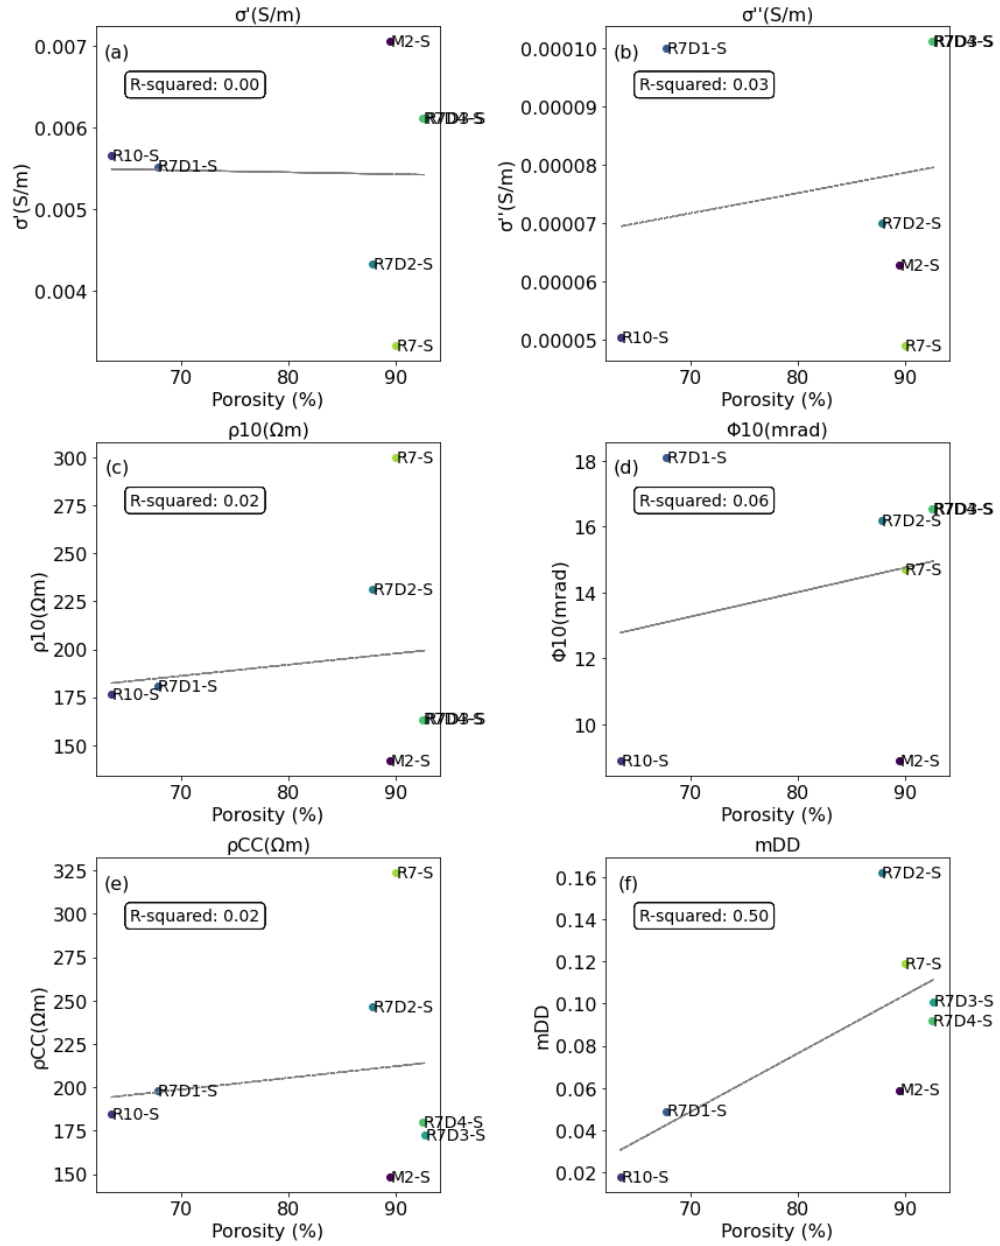 σ'(S/m)
(a)
R-squared: 0.00
M2-S
R10-S
R7D1-S
R7D2-S
R7-S
0.007
0.006
0.005
0.004
σ'(S/m)
70 80 90
Porosity (%)
σ''(S/m)
(b)
R-squared: 0.03
R7D1-S
R7D2-S
M2-S
R10-S
R7-S
0.00010
0.00009
0.00008
0.00007
0.00006
0.00005
σ''(S/m)
70 80 90
Porosity (%)
ρ10(Ωm)
(c)
R-squared: 0.02
R7-S
R7D2-S
R10-S
R7D1-S
M2-S
300
275
250
225
200
175
150
ρ10(Ωm)
70 80 90
Porosity (%)
Φ10(mrad)
(d)
R-squared: 0.06
R7D1-S
R7D2-S
R7-S
R10-S
M2-S
18
16
14
12
10
Φ10(mrad)
70 80 90
Porosity (%)
ρCC(Ωm)
(e)
R-squared: 0.02
R7-S
R7D2-S
R7D1-S
R10-S
R7D4-S
R7D3-S
M2-S
325
300
275
250
225
200
175
150
ρCC(Ωm)
70 80 90
Porosity (%)
mDD
(f)
R-squared: 0.50
R7D2-S
R7-S
R7D3-S
R7D4-S
M2-S
R7D1-S
R10-S
0.16
0.14
0.12
0.10
0.08
0.06
0.04
0.02
mDD
70 80 90
Porosity (%)